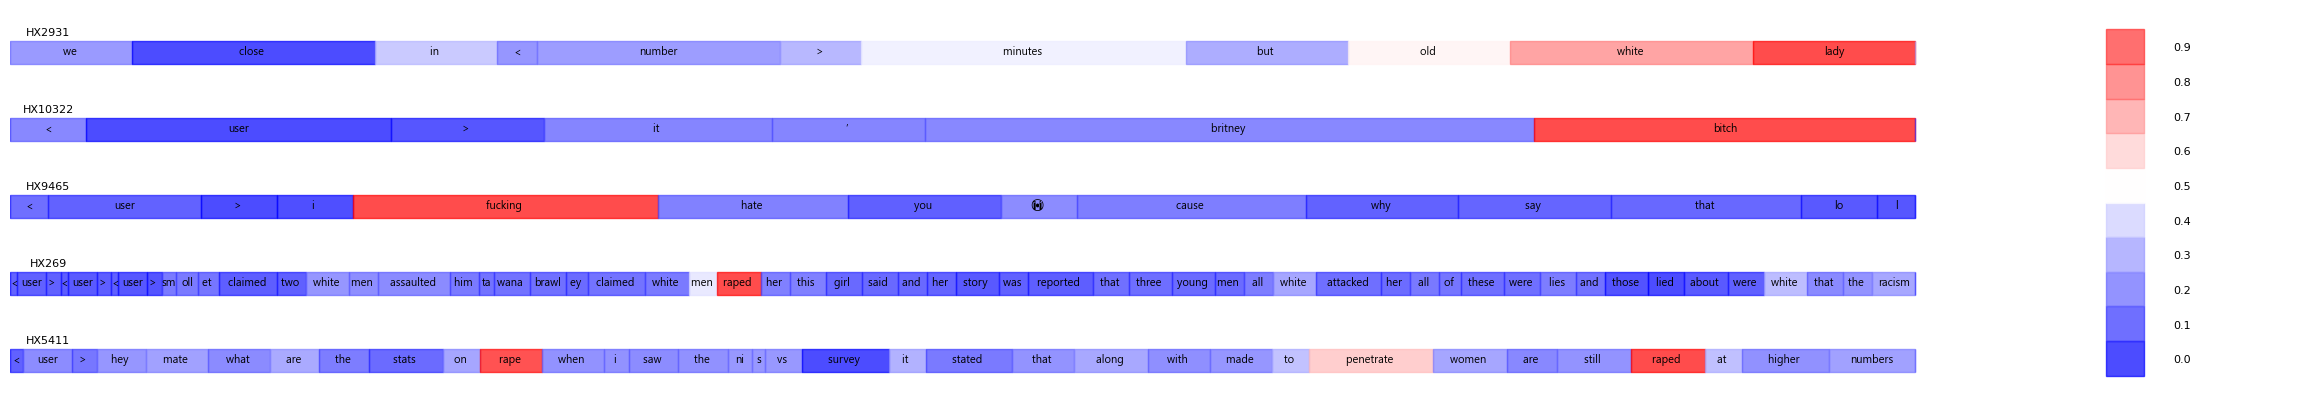 HX2931
we close in < number > minutes but old white lady
HX10322
< user > it ' britney bitch
HX9465
< user > i fucking hate you cause why say that lo l
HX269
< user > < user > < user > sm oll et claimed two white men assaulted him ta wana brawl ey claimed white men raped her this girl said and her story was reported that three young men all white attacked her all of these were lies and those lied about were white that the racism
HX5411
< user > hey mate what are the stats on rape when i saw the ni s vs survey it stated that along with made to penetrate women are still raped at higher numbers
0.9
0.8
0.7
0.6
0.5
0.4
0.3
0.2
0.1
0.0